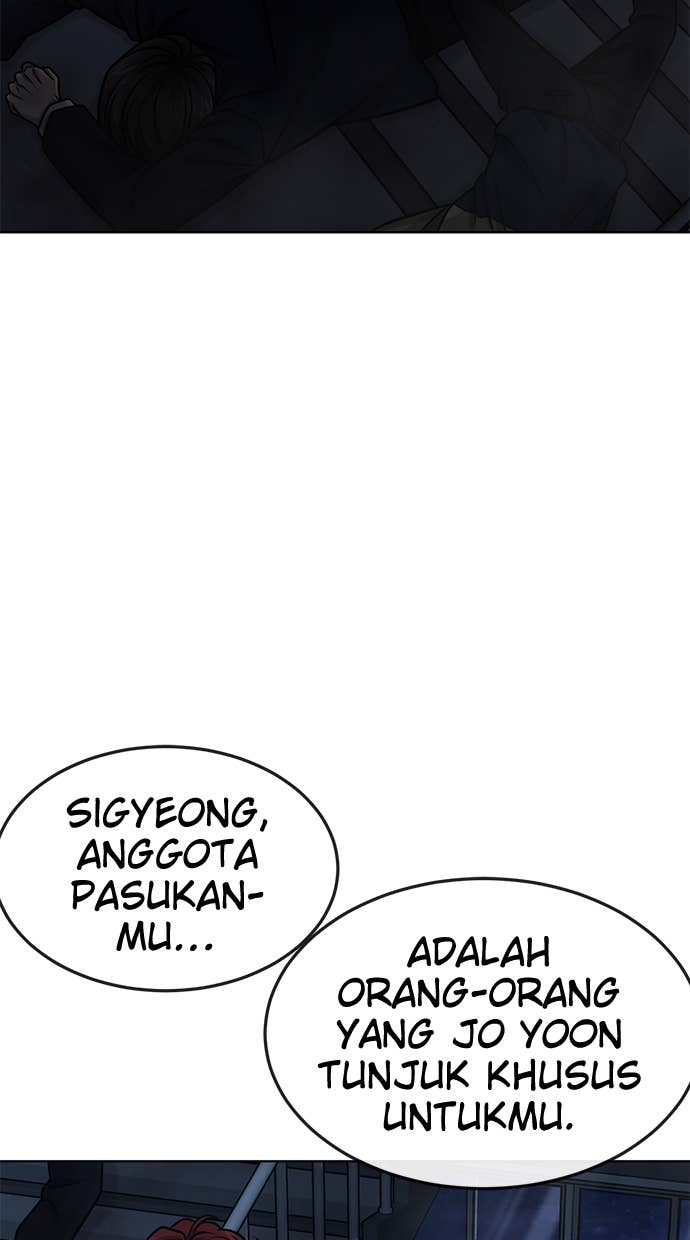 SIGYEONG,
ANGGOTA
PASUKAN-
MU...
ADALAH
ORANG-ORANG
YANG JO YOON
TUNJUK KHUSUS
UNTUKMU.